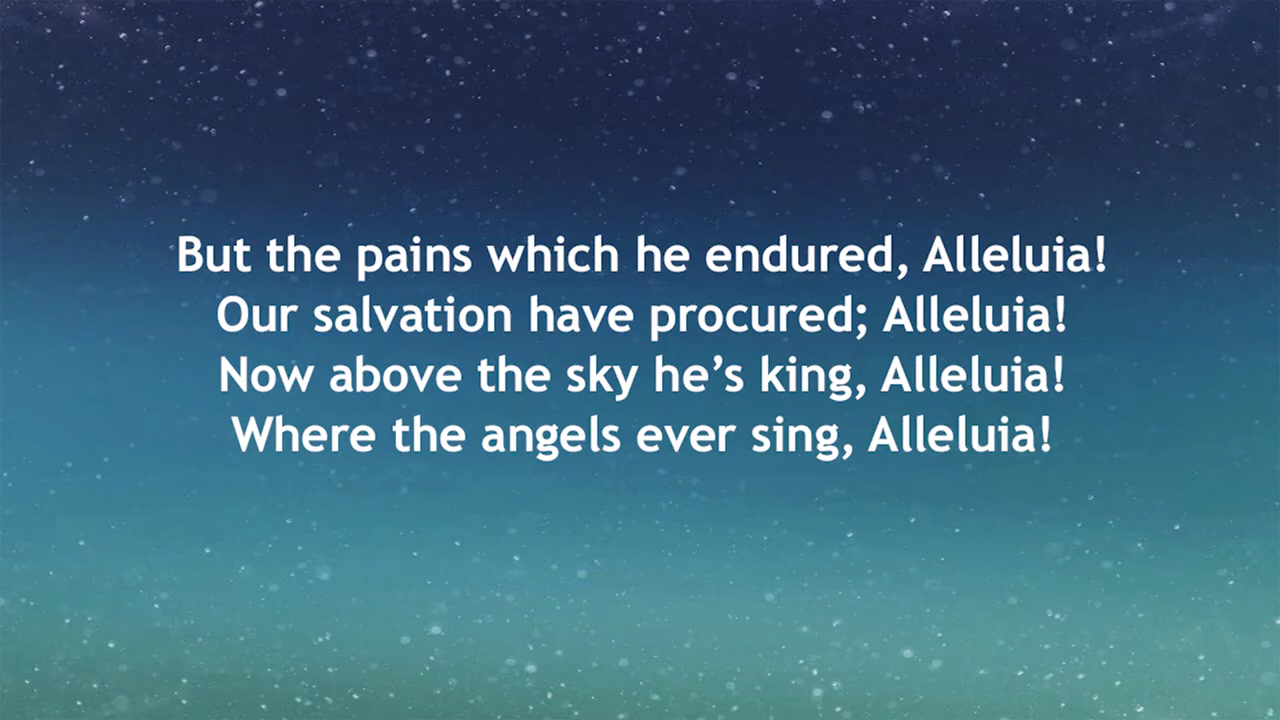 But the pains which he endured, Alleluia!
Our salvation have procured; Alleluia!
Now above the sky he’s king, Alleluia!
Where the angels ever sing, Alleluia!